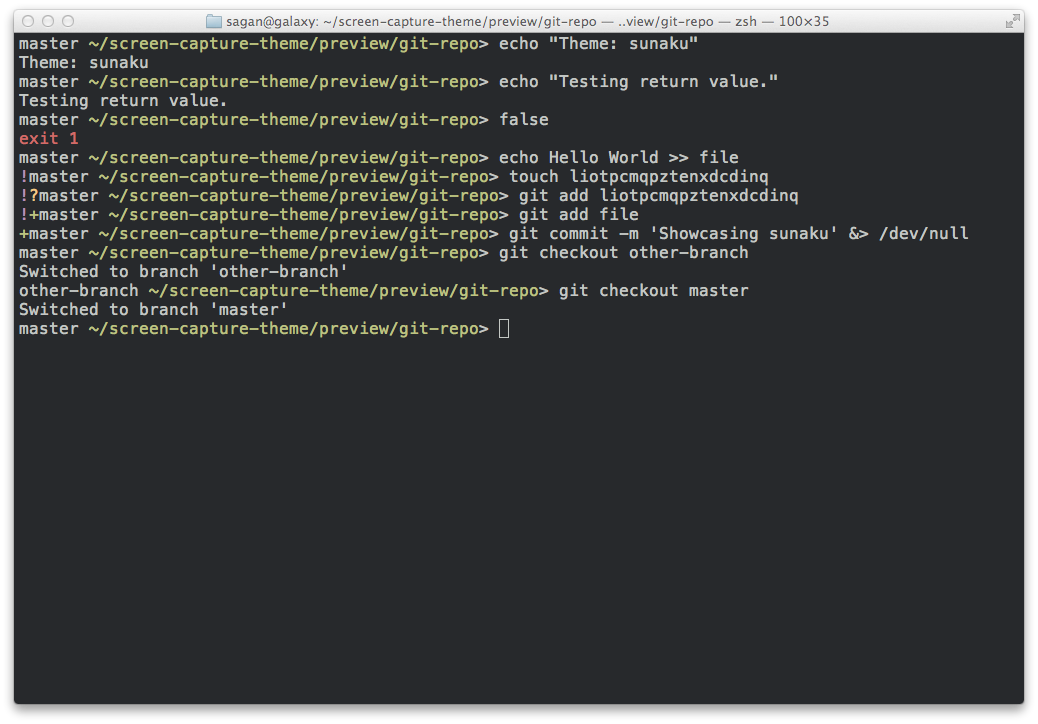 sagan@galaxy: ~/screen-capture-theme/preview/git-repo — ..view/git-repo — zsh — 100×35
master ~/screen-capture-theme/preview/git-repo> echo "Theme: sunaku"
Theme: sunaku
master ~/screen-capture-theme/preview/git-repo> echo "Testing return value."
Testing return value.
master ~/screen-capture-theme/preview/git-repo> false
exit 1
master ~/screen-capture-theme/preview/git-repo> echo Hello World >> file
!master ~/screen-capture-theme/preview/git-repo> touch liotpcmqpztenxdcdinq
!?master ~/screen-capture-theme/preview/git-repo> git add liotpcmqpztenxdcdinq
!+master ~/screen-capture-theme/preview/git-repo> git add file
+master ~/screen-capture-theme/preview/git-repo> git commit -m 'Showcasing sunaku' &> /dev/null
master ~/screen-capture-theme/preview/git-repo> git checkout other-branch
Switched to branch 'other-branch'
other-branch ~/screen-capture-theme/preview/git-repo> git checkout master
Switched to branch 'master'
master ~/screen-capture-theme/preview/git-repo>